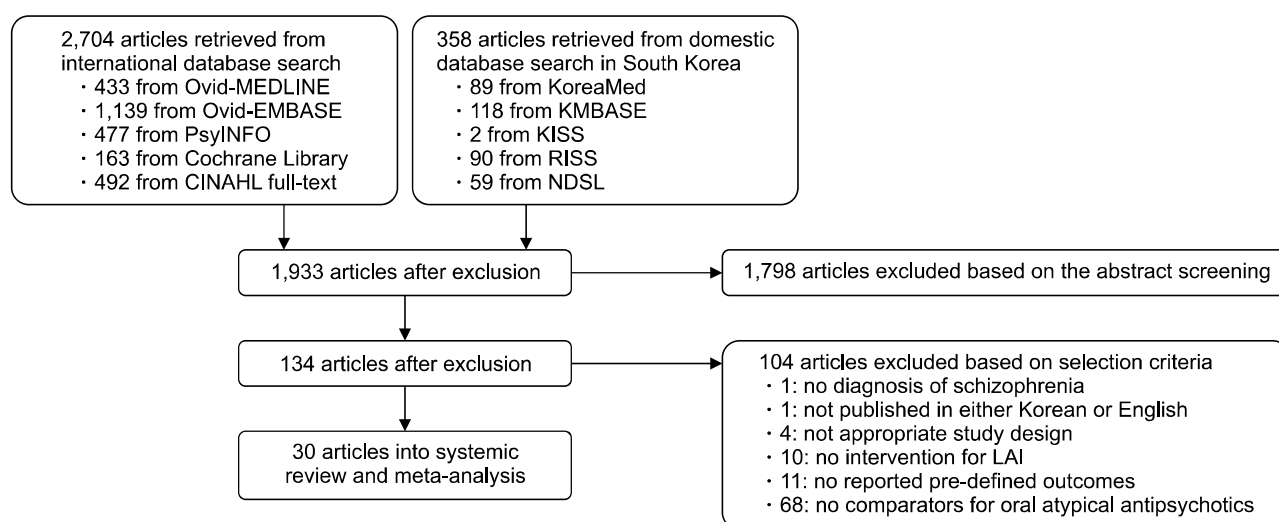 2,704 articles retrieved from
international database search
· 433 from Ovid-MEDLINE
· 1,139 from Ovid-EMBASE
· 477 from PsyINFO
· 163 from Cochrane Library
· 492 from CINAHL full-text
358 articles retrieved from domestic
database search in South Korea
· 89 from KoreaMed
· 118 from KMBASE
· 2 from KISS
· 90 from RISS
· 59 from NDSL
1,933 articles after exclusion
1,798 articles excluded based on the abstract screening
134 articles after exclusion
104 articles excluded based on selection criteria
· 1: no diagnosis of schizophrenia
· 1: not published in either Korean or English
· 4: not appropriate study design
· 10: no intervention for LAI
· 11: no reported pre-defined outcomes
· 68: no comparators for oral atypical antipsychotics
30 articles into systemic
review and meta-analysis